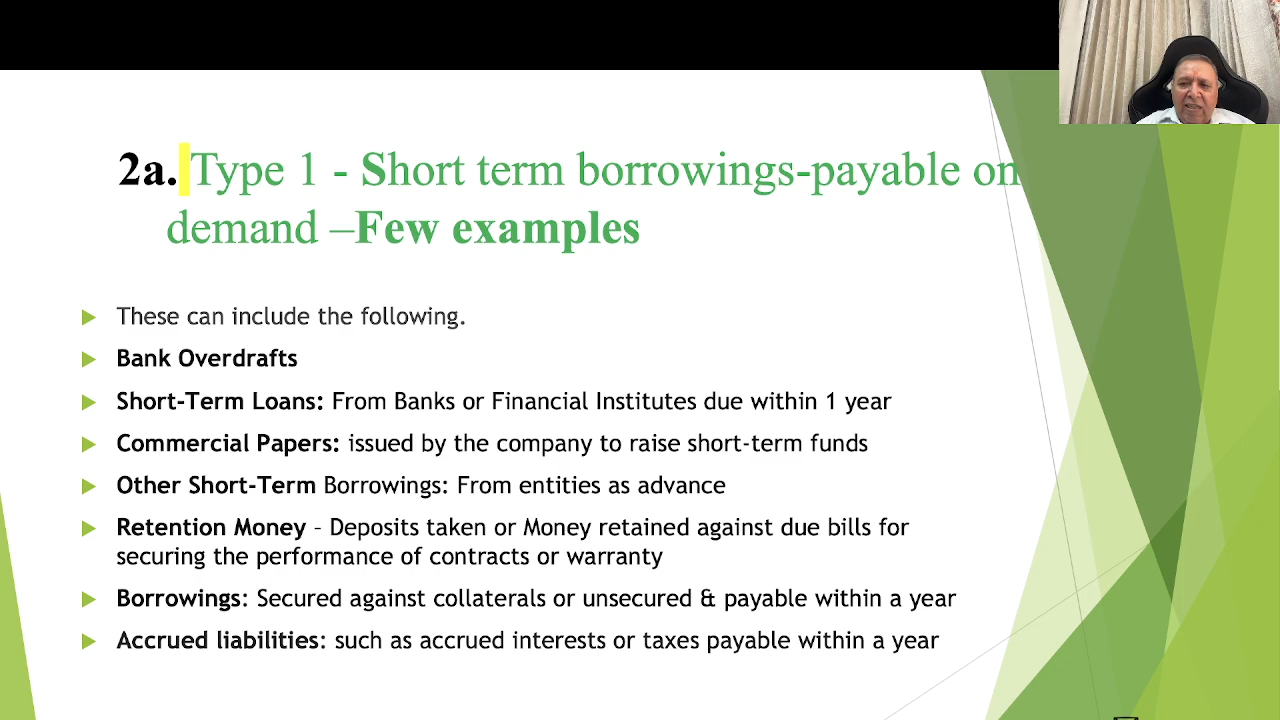 2a. Type 1 - Short term borrowings-payable on
demand –Few examples
These can include the following.
Bank Overdrafts
Short-Term Loans: From Banks or Financial Institutes due within 1 year
Commercial Papers: issued by the company to raise short-term funds
Other Short-Term Borrowings: From entities as advance
Retention Money – Deposits taken or Money retained against due bills for
securing the performance of contracts or warranty
Borrowings: Secured against collaterals or unsecured & payable within a year
Accrued liabilities: such as accrued interests or taxes payable within a year